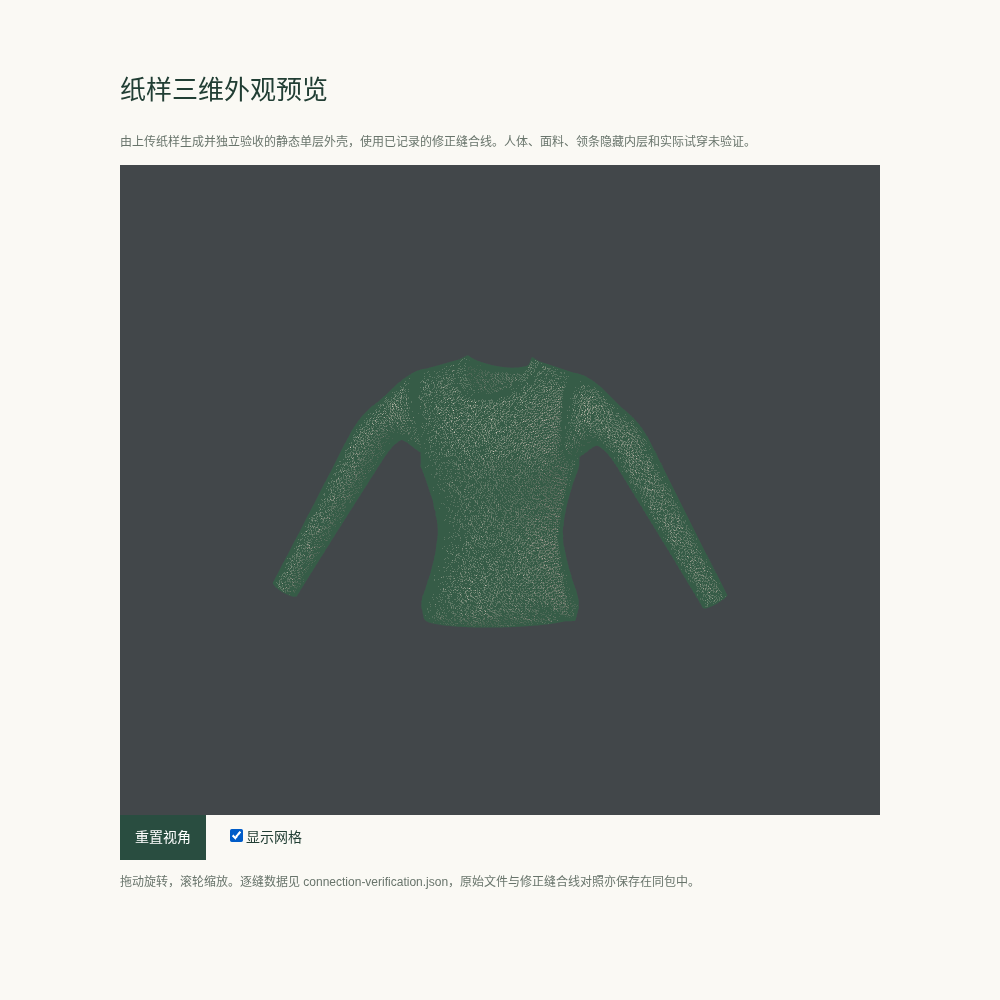 纸样三维外观预览
由上传纸样生成并独立验收的静态单层外壳，使用已记录的修正缝合线。人体、面料、领条隐藏内层和实际试穿未验证。
重置视角
显示网格
拖动旋转，滚轮缩放。逐缝数据见 connection-verification.json，原始文件与修正缝合线对照亦保存在同包中。